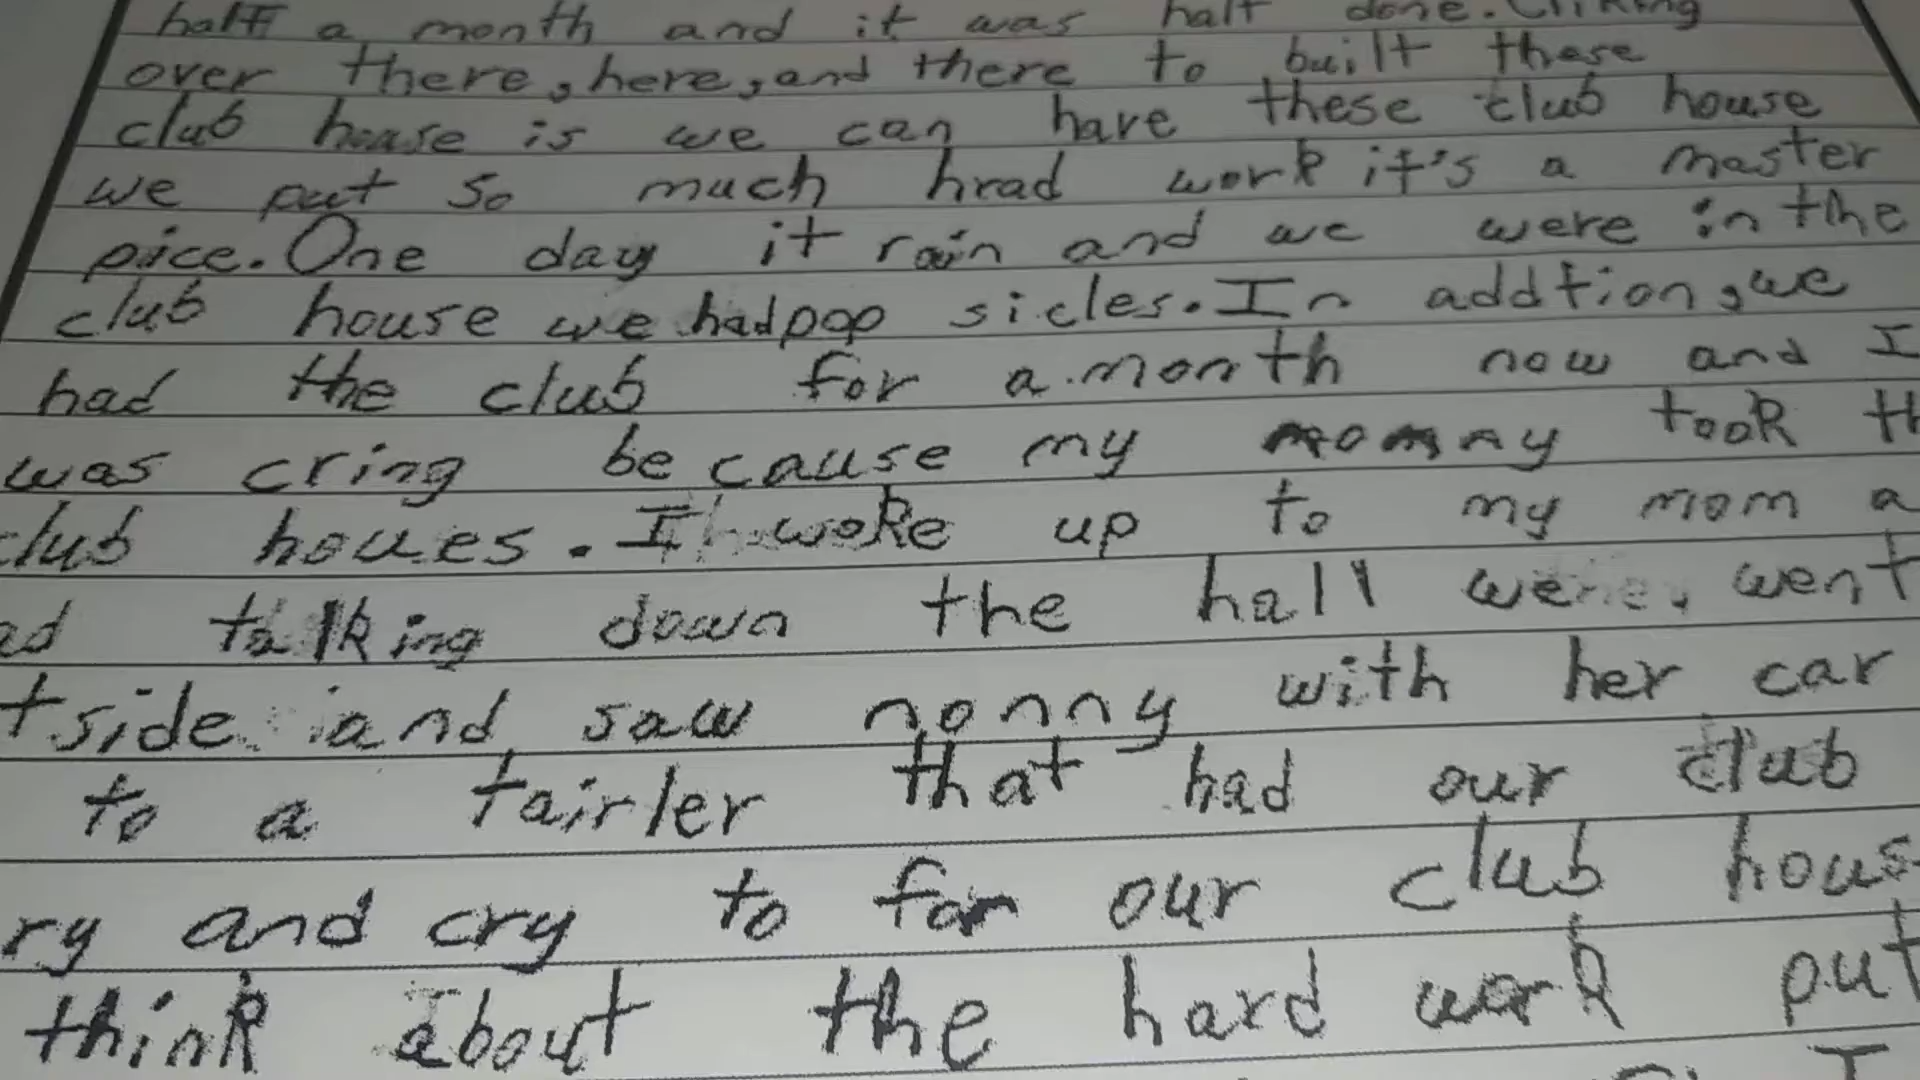 half a month and it was half done. Cliking
over there, here, and there to built these
club house is we can have these club house
we put so much hrad work it's a master
piice. One day it rain and we were in the
club house we had pop sicles. In addtion, we
had the club for a month now and I
was cring be cause my nonny took th
club houes. I woke up to my mom a
ad talking down the hall went
tside and saw nonny with her car
to a tairler that had our club
ry and cry to for our club hous
think about the hard work put
I